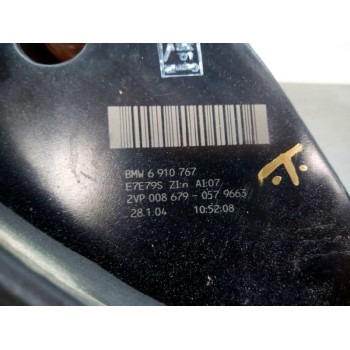 BMW 6 910 767
E7E79S ZI:n AI:07
2VP 008 679 - 057 9663
28.1.04 10:52:08